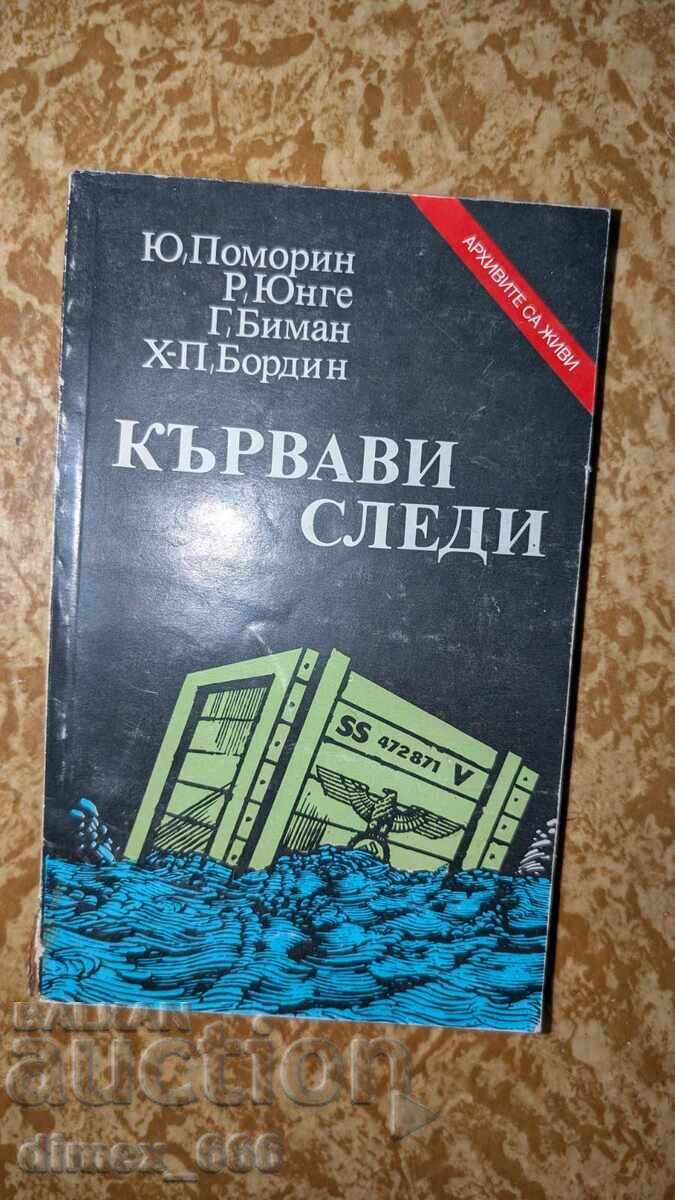 Ю, Поморин
Р, Юнге
Г, Биман
Х-П, Бордин
АРХИВИТЕ СА ЖИВИ
КЪРВАВИ
СЛЕДИ
SS 472871 V
BALKAN
auction
dimex_666